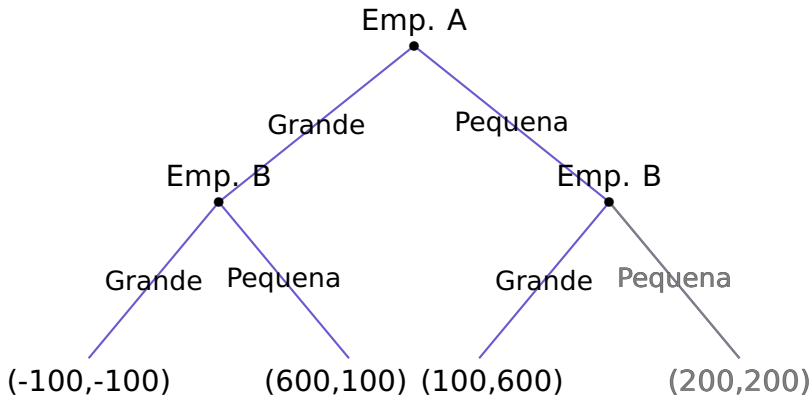 Emp. A
Grande
Pequena
Emp. B
Emp. B
Grande
Pequena
Grande
Pequena
(-100,-100)
(600,100)
(100,600)
(200,200)